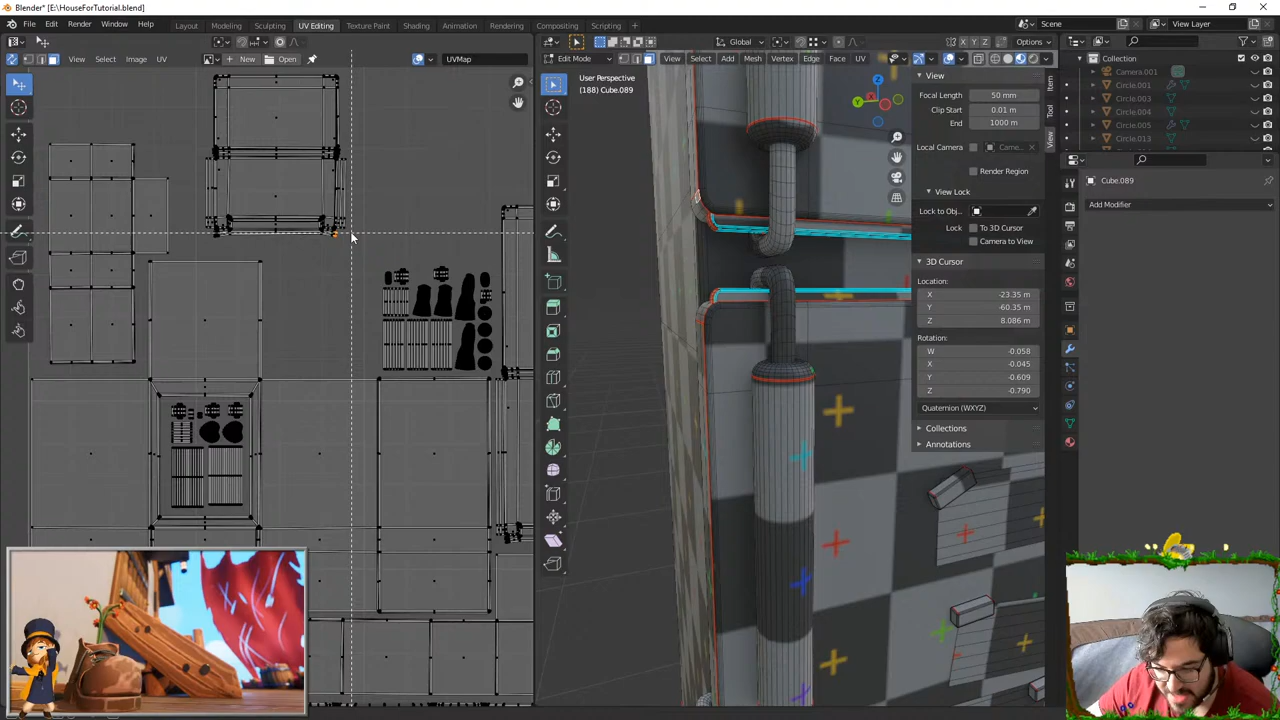 Blender* [E:\HouseForTutorial.blend]
File Edit Render Window Help Layout Modeling Sculpting UV Editing Texture Paint Shading Animation Rendering Compositing Scripting Scene View Layer
Global Options
View Select Image UV New Open UVMap Edit Mode View Select Add Mesh Vertex Edge Face UV
User Perspective
(188) Cube.089
View
Focal Length 50 mm
Clip Start 0.01 m
End 1000 m
Local Camera Came...
Render Region
View Lock
Lock to Obj...
Lock To 3D Cursor
Camera to View
3D Cursor
Location:
X -23.35 m
Y -60.35 m
Z 8.086 m
Rotation:
W -0.058
X -0.045
Y -0.609
Z -0.790
Quaternion (WXYZ)
Collections
Annotations
Item
Tool
View
Collection
Camera.001
Circle.001
Circle.003
Circle.004
Circle.005
Circle.013
Cube.089
Add Modifier
X
Y
Z